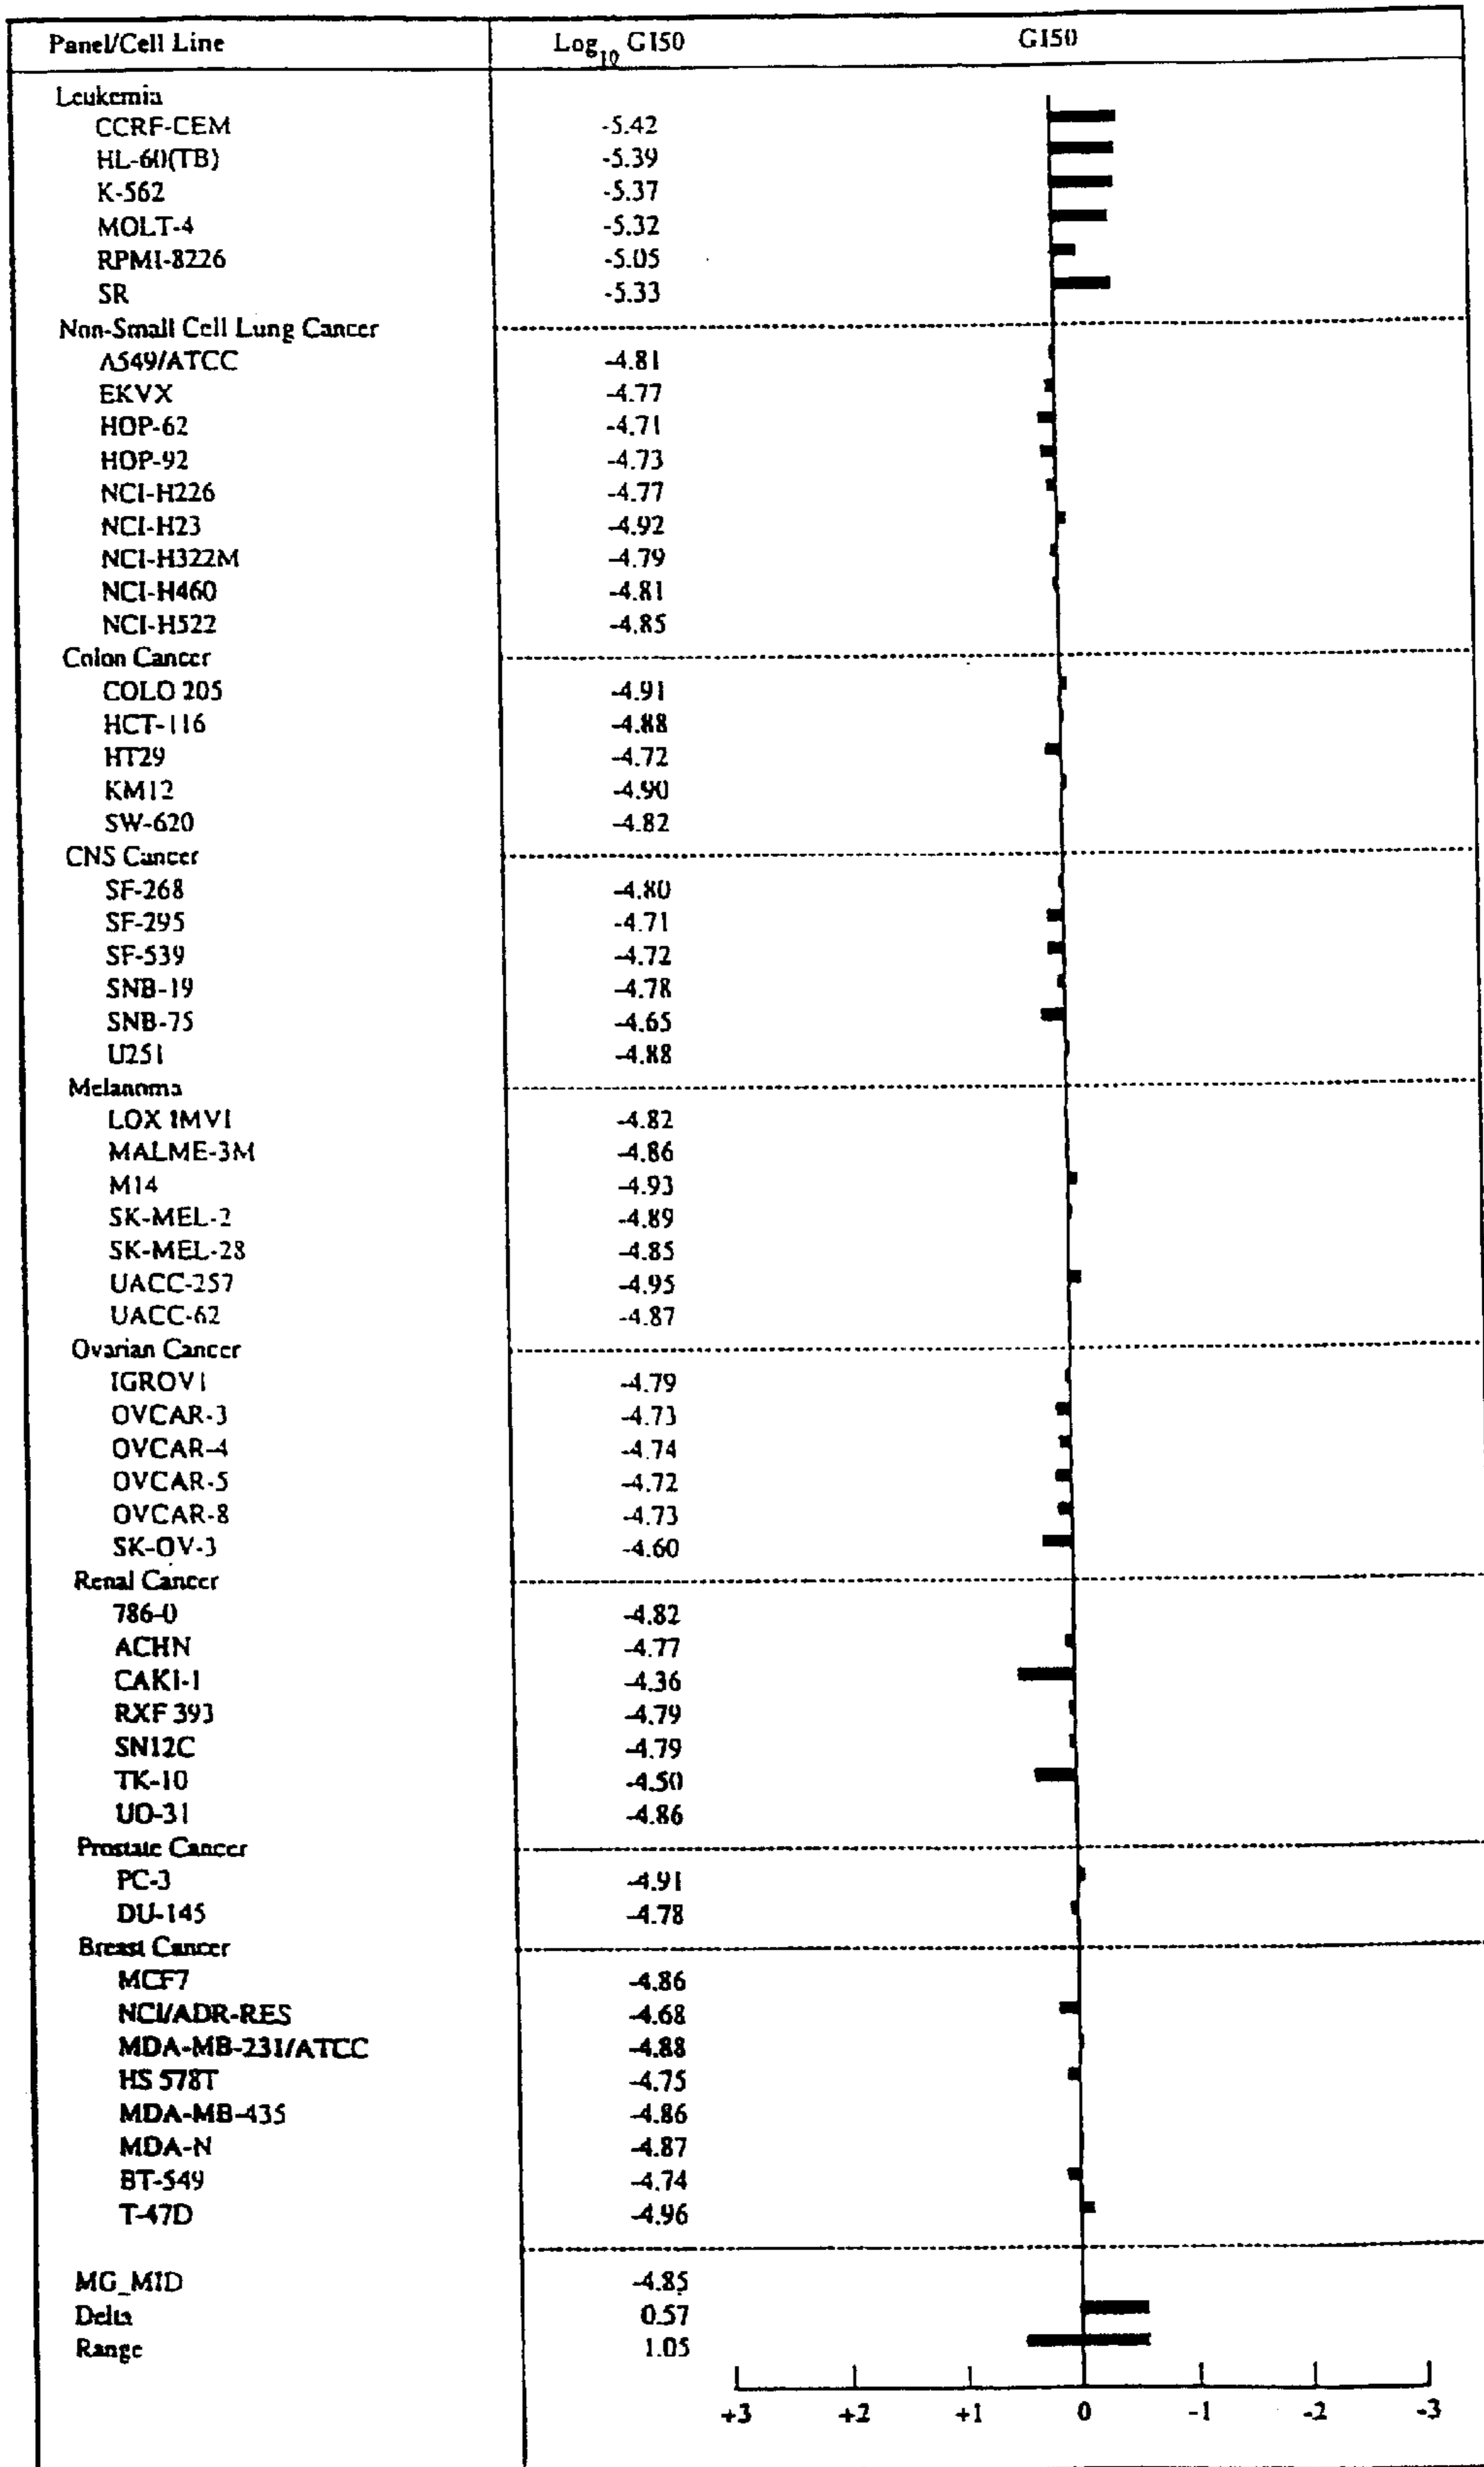 Panel/Cell Line Log10 GI50 GI50
Leukemia
CCRF-CEM -5.42
HL-60(TB) -5.39
K-562 -5.37
MOLT-4 -5.32
RPMI-8226 -5.05
SR -5.33
Non-Small Cell Lung Cancer
A549/ATCC -4.81
EKVX -4.77
HOP-62 -4.71
HOP-92 -4.73
NCI-H226 -4.77
NCI-H23 -4.92
NCI-H322M -4.79
NCI-H460 -4.81
NCI-H522 -4.85
Colon Cancer
COLO 205 -4.91
HCT-116 -4.88
HT29 -4.72
KM12 -4.90
SW-620 -4.82
CNS Cancer
SF-268 -4.80
SF-295 -4.71
SF-539 -4.72
SNB-19 -4.78
SNB-75 -4.65
U251 -4.88
Melanoma
LOX IMVI -4.82
MALME-3M -4.86
M14 -4.93
SK-MEL-2 -4.89
SK-MEL-28 -4.85
UACC-257 -4.95
UACC-62 -4.87
Ovarian Cancer
IGROV1 -4.79
OVCAR-3 -4.73
OVCAR-4 -4.74
OVCAR-5 -4.72
OVCAR-8 -4.73
SK-OV-3 -4.60
Renal Cancer
786-0 -4.82
ACHN -4.77
CAKI-1 -4.36
RXF 393 -4.79
SN12C -4.79
TK-10 -4.50
UO-31 -4.86
Prostate Cancer
PC-3 -4.91
DU-145 -4.78
Breast Cancer
MCF7 -4.86
NCI/ADR-RES -4.68
MDA-MB-231/ATCC -4.88
HS 578T -4.75
MDA-MB-435 -4.86
MDA-N -4.87
BT-549 -4.74
T-47D -4.96
MG_MID -4.85
Delta 0.57
Range 1.05
+3 +2 +1 0 -1 -2 -3